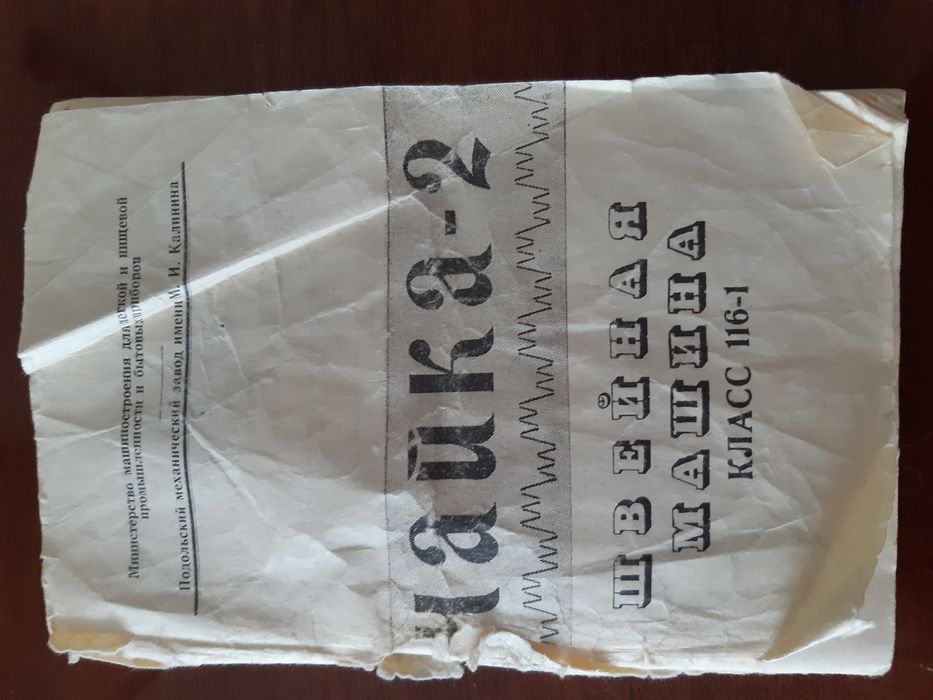 Министерство машиностроения для легкой и пищевой
промышленности и бытовых приборов
Подольский механический завод имени М. И. Калинина
Чайка-2
ШВЕЙНАЯ
МАШИНА
КЛАСС 116-1